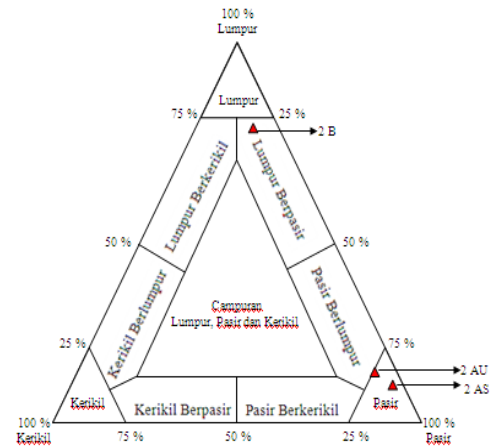 100 %
Lumpur
Lumpur
75 %
25 %
2 B
Lumpur Berkerikil
Lumpur Berpasir
50 %
50 %
Kerikil Berlumpur
Pasir Berlumpur
Campuran
Lumpur, Pasir dan Kerikil
25 %
75 %
2 AU
2 AS
Kerikil
Kerikil Berpasir
Pasir Berkerikil
Pasir
100 %
Kerikil
75 %
50 %
25 %
100 %
Pasir